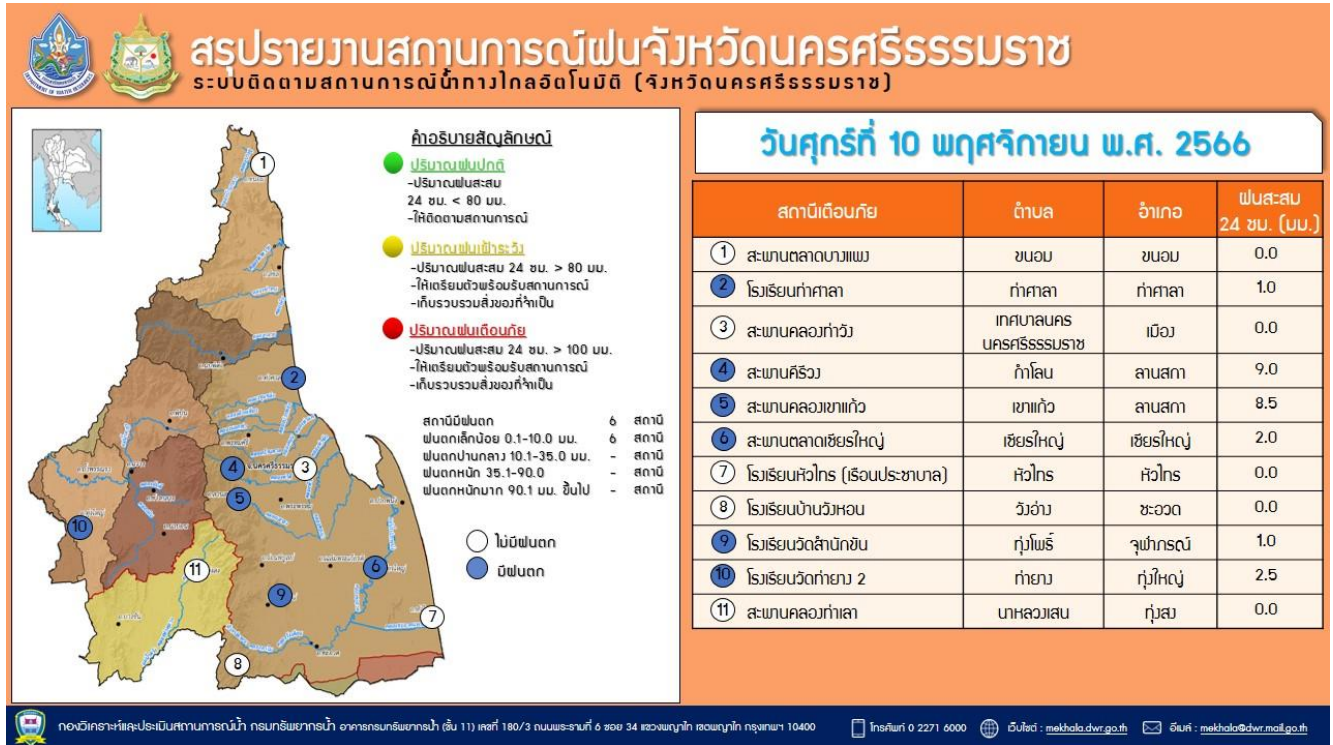 สรุปรายงานสถานการณ์ฝนจังหวัดนครศรีธรรมราช
ระบบติดตามสถานการณ์น้ำทางไกลอัตโนมัติ (จังหวัดนครศรีธรรมราช)
คำอธิบายสัญลักษณ์
ปริมาณฝนปกติ
-ปริมาณฝนสะสม
24 ชม. < 80 มม.
-ให้ติดตามสถานการณ์
ปริมาณฝนเฝ้าระวัง
-ปริมาณฝนสะสม 24 ชม. > 80 มม.
-ให้เตรียมตัวพร้อมรับสถานการณ์
-เก็บรวบรวมสิ่งของที่จำเป็น
ปริมาณฝนเตือนภัย
-ปริมาณฝนสะสม 24 ชม. > 100 มม.
-ให้เตรียมตัวพร้อมรับสถานการณ์
-เก็บรวบรวมสิ่งของที่จำเป็น
สถานีมีฝนตก 6 สถานี
ฝนตกเล็กน้อย 0.1-10.0 มม. 6 สถานี
ฝนตกปานกลาง 10.1-35.0 มม. - สถานี
ฝนตกหนัก 35.1-90.0 - สถานี
ฝนตกหนักมาก 90.1 มม. ขึ้นไป - สถานี
ไม่มีฝนตก
มีฝนตก
1
2
3
4
5
6
7
8
9
10
11
วันศุกร์ที่ 10 พฤศจิกายน พ.ศ. 2566
สถานีเตือนภัย ตำบล อำเภอ ฝนสะสม
24 ชม. (มม.)
1 สะพานตลาดบางแพง ขนอม ขนอม 0.0
2 โรงเรียนท่าศาลา ท่าศาลา ท่าศาลา 1.0
3 สะพานคลองท่าวัง เทศบาลนคร
นครศรีธรรมราช เมือง 0.0
4 สะพานคีรีวง กำโลน ลานสกา 9.0
5 สะพานคลองเขาแก้ว เขาแก้ว ลานสกา 8.5
6 สะพานตลาดเชียรใหญ่ เชียรใหญ่ เชียรใหญ่ 2.0
7 โรงเรียนหัวไทร (เรือนประชาบาล) หัวไทร หัวไทร 0.0
8 โรงเรียนบ้านวังหอน วังอ่าง ชะอวด 0.0
9 โรงเรียนวัดสำนักขัน ทุ่งโพธิ์ จุฬาภรณ์ 1.0
10 โรงเรียนวัดท่ายาง 2 ท่ายาง ทุ่งใหญ่ 2.5
11 สะพานคลองท่าเลา นาหลวงเสน ทุ่งสง 0.0
กองวิเคราะห์และประเมินสถานการณ์น้ำ กรมทรัพยากรน้ำ อาคารกรมทรัพยากรน้ำ (ชั้น 11) เลขที่ 180/3 ถนนพระรามที่ 6 ซอย 34 แขวงพญาไท เขตพญาไท กรุงเทพฯ 10400 โทรศัพท์ 0 2271 6000 เว็บไซต์ : mekhala.dwr.go.th อีเมล์ : mekhala@dwr.mail.go.th